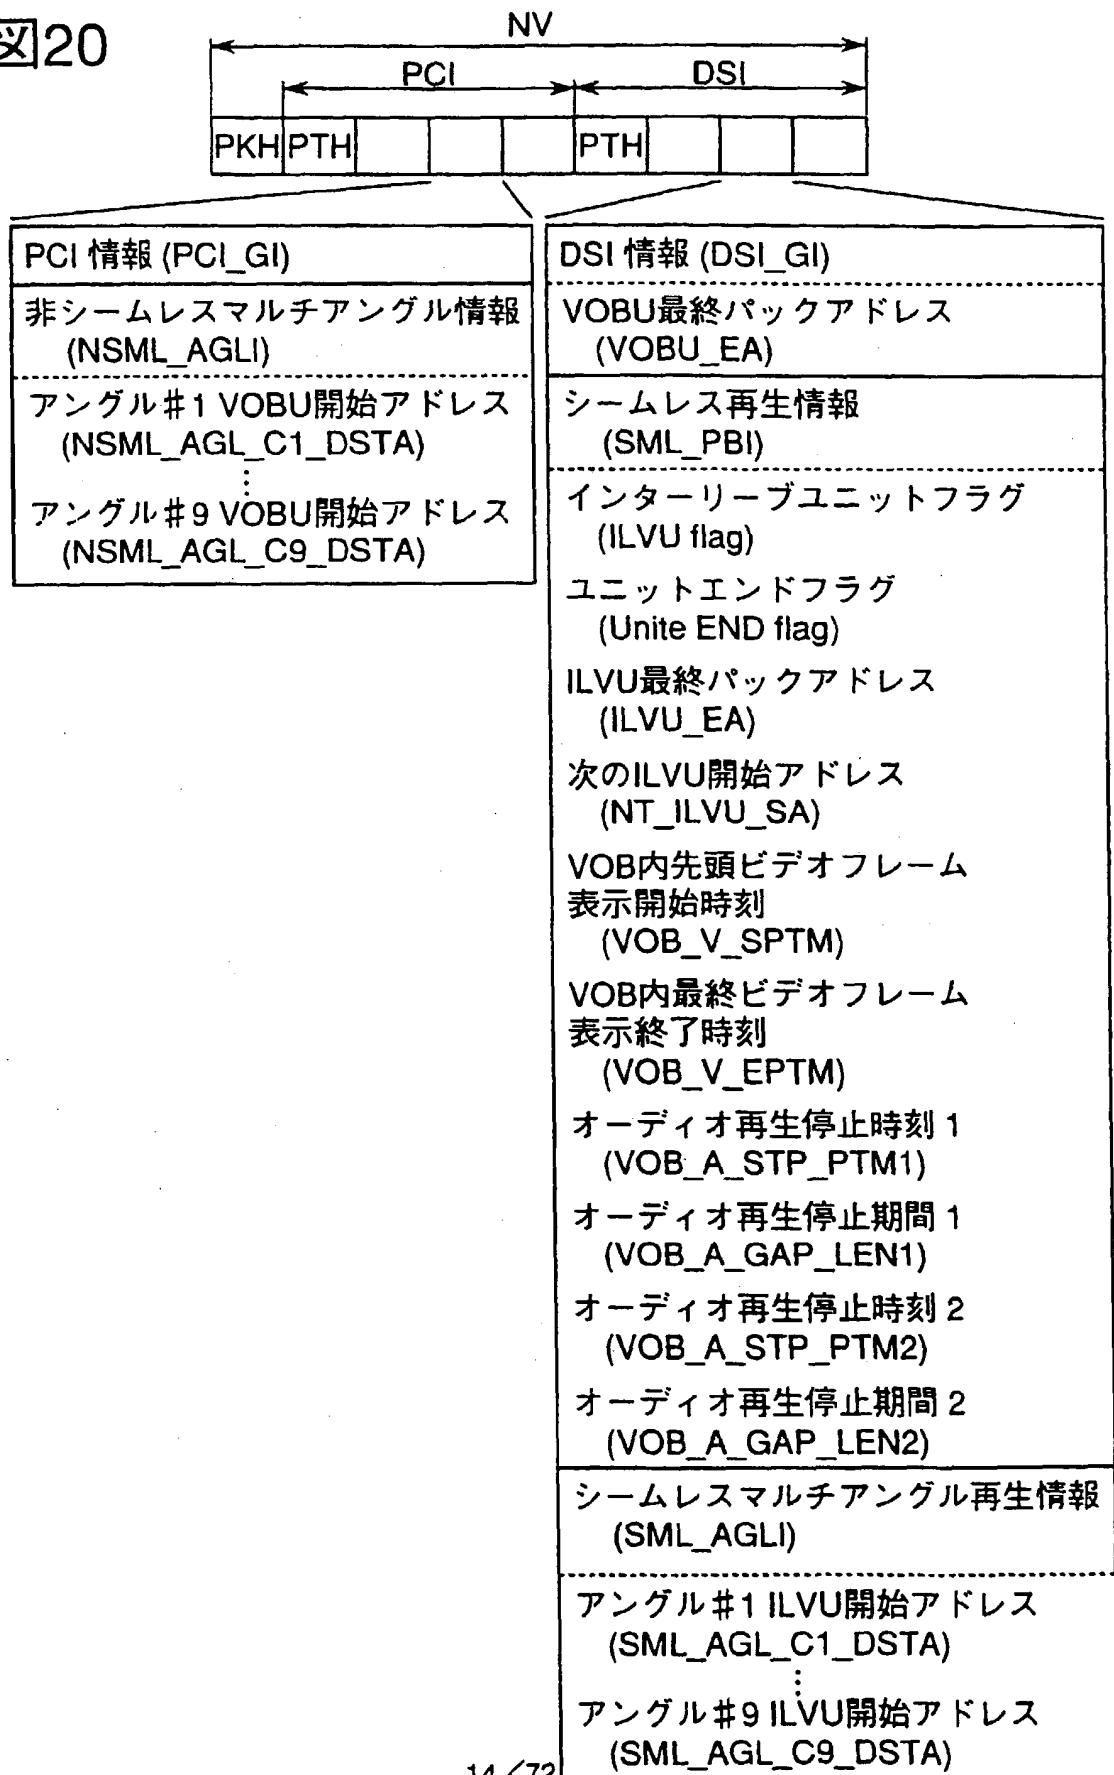 図20
NV
PCI
DSI
PKH
PTH
PTH
PCI 情報 (PCI_GI)
非シームレスマルチアングル情報
(NSML_AGLI)
アングル#1 VOBU開始アドレス
(NSML_AGL_C1_DSTA)
⋮
アングル#9 VOBU開始アドレス
(NSML_AGL_C9_DSTA)
DSI 情報 (DSI_GI)
VOBU最終パックアドレス
(VOBU_EA)
シームレス再生情報
(SML_PBI)
インターリーブユニットフラグ
(ILVU flag)
ユニットエンドフラグ
(Unite END flag)
ILVU最終パックアドレス
(ILVU_EA)
次のILVU開始アドレス
(NT_ILVU_SA)
VOB内先頭ビデオフレーム
表示開始時刻
(VOB_V_SPTM)
VOB内最終ビデオフレーム
表示終了時刻
(VOB_V_EPTM)
オーディオ再生停止時刻 1
(VOB_A_STP_PTM1)
オーディオ再生停止期間 1
(VOB_A_GAP_LEN1)
オーディオ再生停止時刻 2
(VOB_A_STP_PTM2)
オーディオ再生停止期間 2
(VOB_A_GAP_LEN2)
シームレスマルチアングル再生情報
(SML_AGLI)
アングル#1 ILVU開始アドレス
(SML_AGL_C1_DSTA)
⋮
アングル#9 ILVU開始アドレス
(SML_AGL_C9_DSTA)
14/72